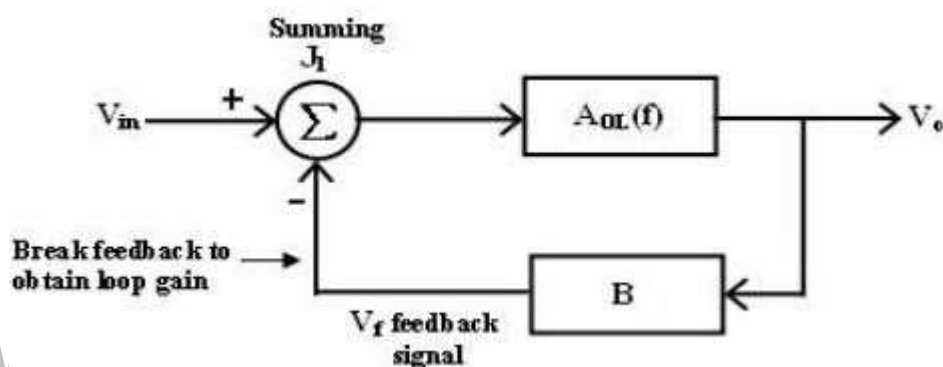 Summing
J1
Vin
+
Σ
AOL(f)
Vo
-
Break feedback to
obtain loop gain
B
Vf feedback
signal